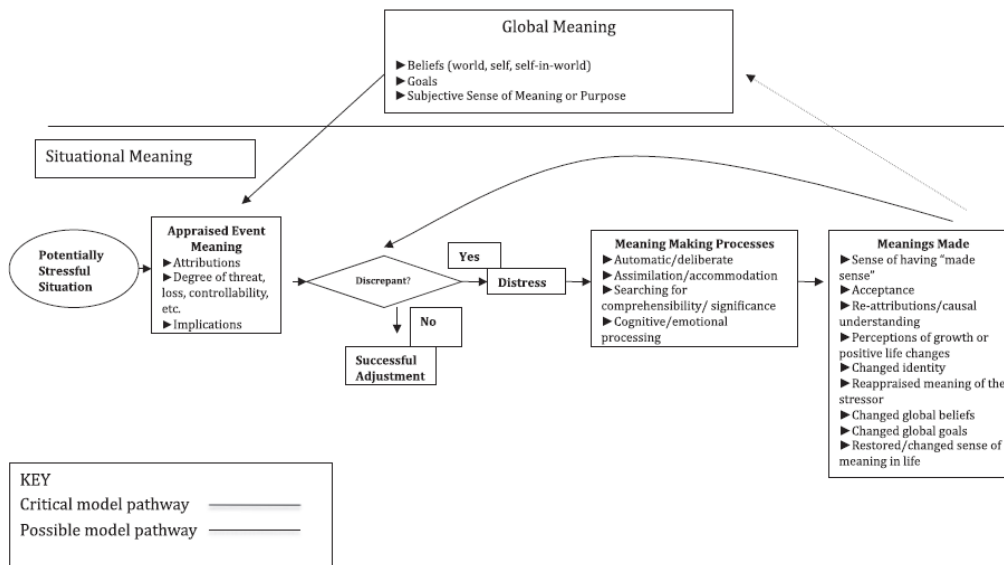 Global Meaning
►Beliefs (world, self, self-in-world)
►Goals
►Subjective Sense of Meaning or Purpose
Situational Meaning
Potentially
Stressful
Situation
Appraised Event
Meaning
►Attributions
►Degree of threat,
loss, controllability,
etc.
►Implications
Discrepant?
Yes
No
Distress
Successful
Adjustment
Meaning Making Processes
►Automatic/deliberate
►Assimilation/accommodation
►Searching for
comprehensibility/ significance
►Cognitive/emotional
processing
Meanings Made
►Sense of having “made
sense”
►Acceptance
►Re-attributions/causal
understanding
►Perceptions of growth or
positive life changes
►Changed identity
►Reappraised meaning of the
stressor
►Changed global beliefs
►Changed global goals
►Restored/changed sense of
meaning in life
KEY
Critical model pathway
Possible model pathway